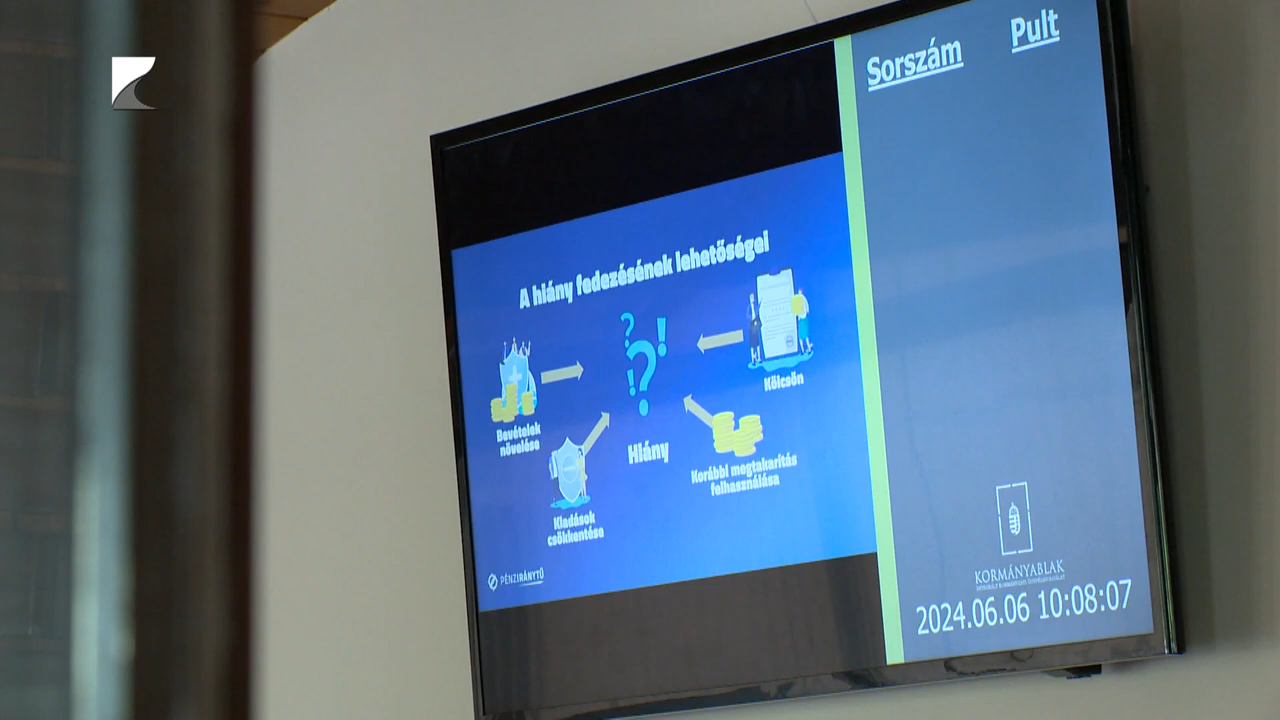 Sorszám
Pult
A hiány fedezésének lehetőségei
Kölcsön
Bevételek
növelése
Hiány
Korábbi megtakarítás
felhasználása
Kiadások
csökkentése
PÉNZIRÁNYTŰ
KORMÁNYABLAK
2024.06.06 10:08:07